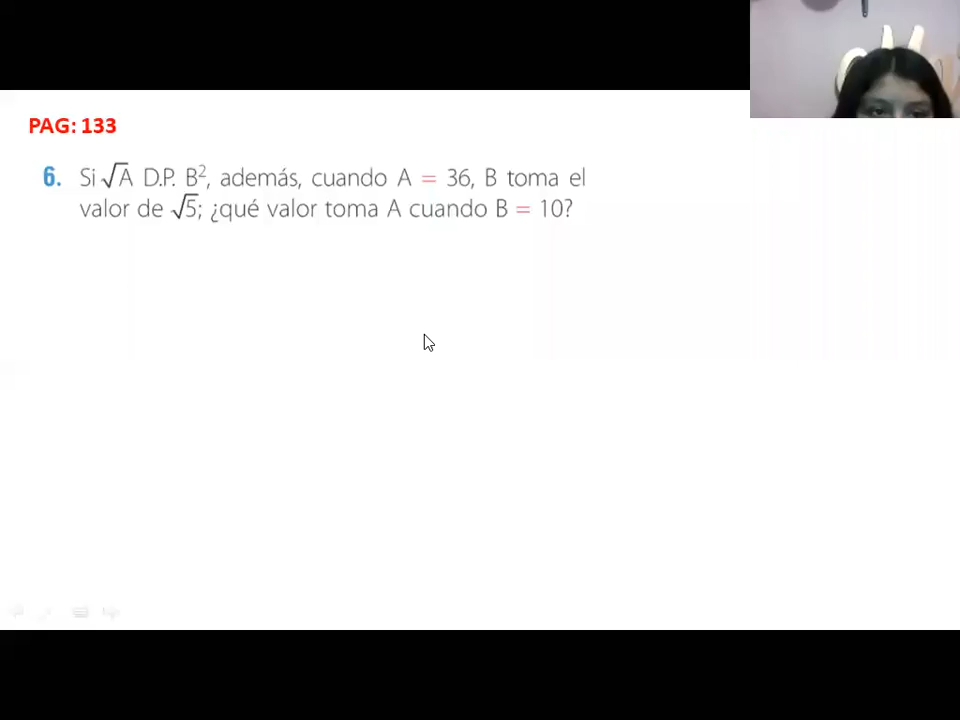 PAG: 133
6. Si √A D.P. B², además, cuando A = 36, B toma el
valor de √5; ¿qué valor toma A cuando B = 10?